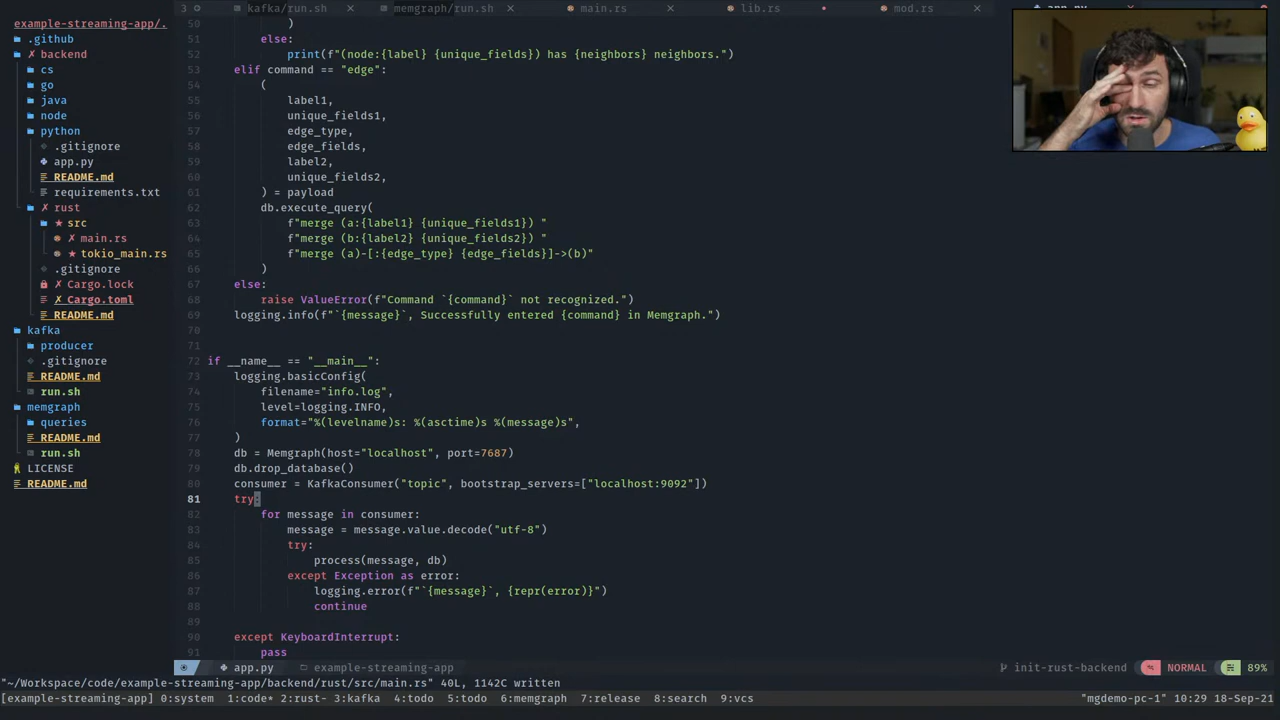 3 kafka/run.sh × memgraph/run.sh × main.rs × lib.rs • mod.rs × app.py
example-streaming-app/.
.github
✗ backend
cs
go
java
node
python
.gitignore
app.py
README.md
requirements.txt
✗ rust
★ src
✗ main.rs
★ tokio_main.rs
.gitignore
✗ Cargo.lock
✗ Cargo.toml
README.md
kafka
producer
.gitignore
README.md
run.sh
memgraph
queries
README.md
run.sh
LICENSE
README.md
50 )
51 else:
52 print(f"(node:{label} {unique_fields}) has {neighbors} neighbors.")
53 elif command == "edge":
54 (
55 label1,
56 unique_fields1,
57 edge_type,
58 edge_fields,
59 label2,
60 unique_fields2,
61 ) = payload
62 db.execute_query(
63 f"merge (a:{label1} {unique_fields1}) "
64 f"merge (b:{label2} {unique_fields2}) "
65 f"merge (a)-[:{edge_type} {edge_fields}]->(b)"
66 )
67 else:
68 raise ValueError(f"Command `{command}` not recognized.")
69 logging.info(f"`{message}`, Successfully entered {command} in Memgraph.")
70
71
72 if __name__ == "__main__":
73 logging.basicConfig(
74 filename="info.log",
75 level=logging.INFO,
76 format="%(levelname)s: %(asctime)s %(message)s",
77 )
78 db = Memgraph(host="localhost", port=7687)
79 db.drop_database()
80 consumer = KafkaConsumer("topic", bootstrap_servers=["localhost:9092"])
81 try:
82 for message in consumer:
83 message = message.value.decode("utf-8")
84 try:
85 process(message, db)
86 except Exception as error:
87 logging.error(f"`{message}`, {repr(error)}")
88 continue
89
90 except KeyboardInterrupt:
91 pass
app.py example-streaming-app init-rust-backend NORMAL 89%
"~/Workspace/code/example-streaming-app/backend/rust/src/main.rs" 40L, 1142C written
[example-streaming-app] 0:system 1:code* 2:rust- 3:kafka 4:todo 5:todo 6:memgraph 7:release 8:search 9:vcs "mgdemo-pc-1" 10:29 18-Sep-21